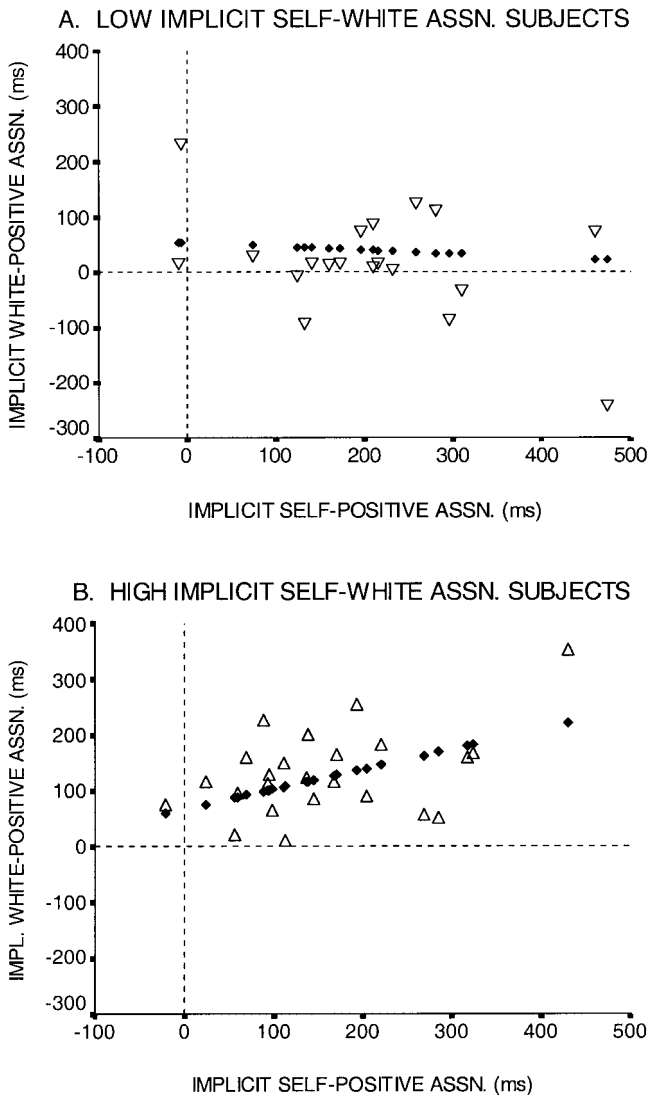 A. LOW IMPLICIT SELF-WHITE ASSN. SUBJECTS
IMPLICIT WHITE-POSITIVE ASSN. (ms)
400
300
200
100
0
-100
-200
-300
-100 0 100 200 300 400 500
IMPLICIT SELF-POSITIVE ASSN. (ms)
B. HIGH IMPLICIT SELF-WHITE ASSN. SUBJECTS
IMPL. WHITE-POSITIVE ASSN. (ms)
400
300
200
100
0
-100
-200
-300
-100 0 100 200 300 400 500
IMPLICIT SELF-POSITIVE ASSN. (ms)